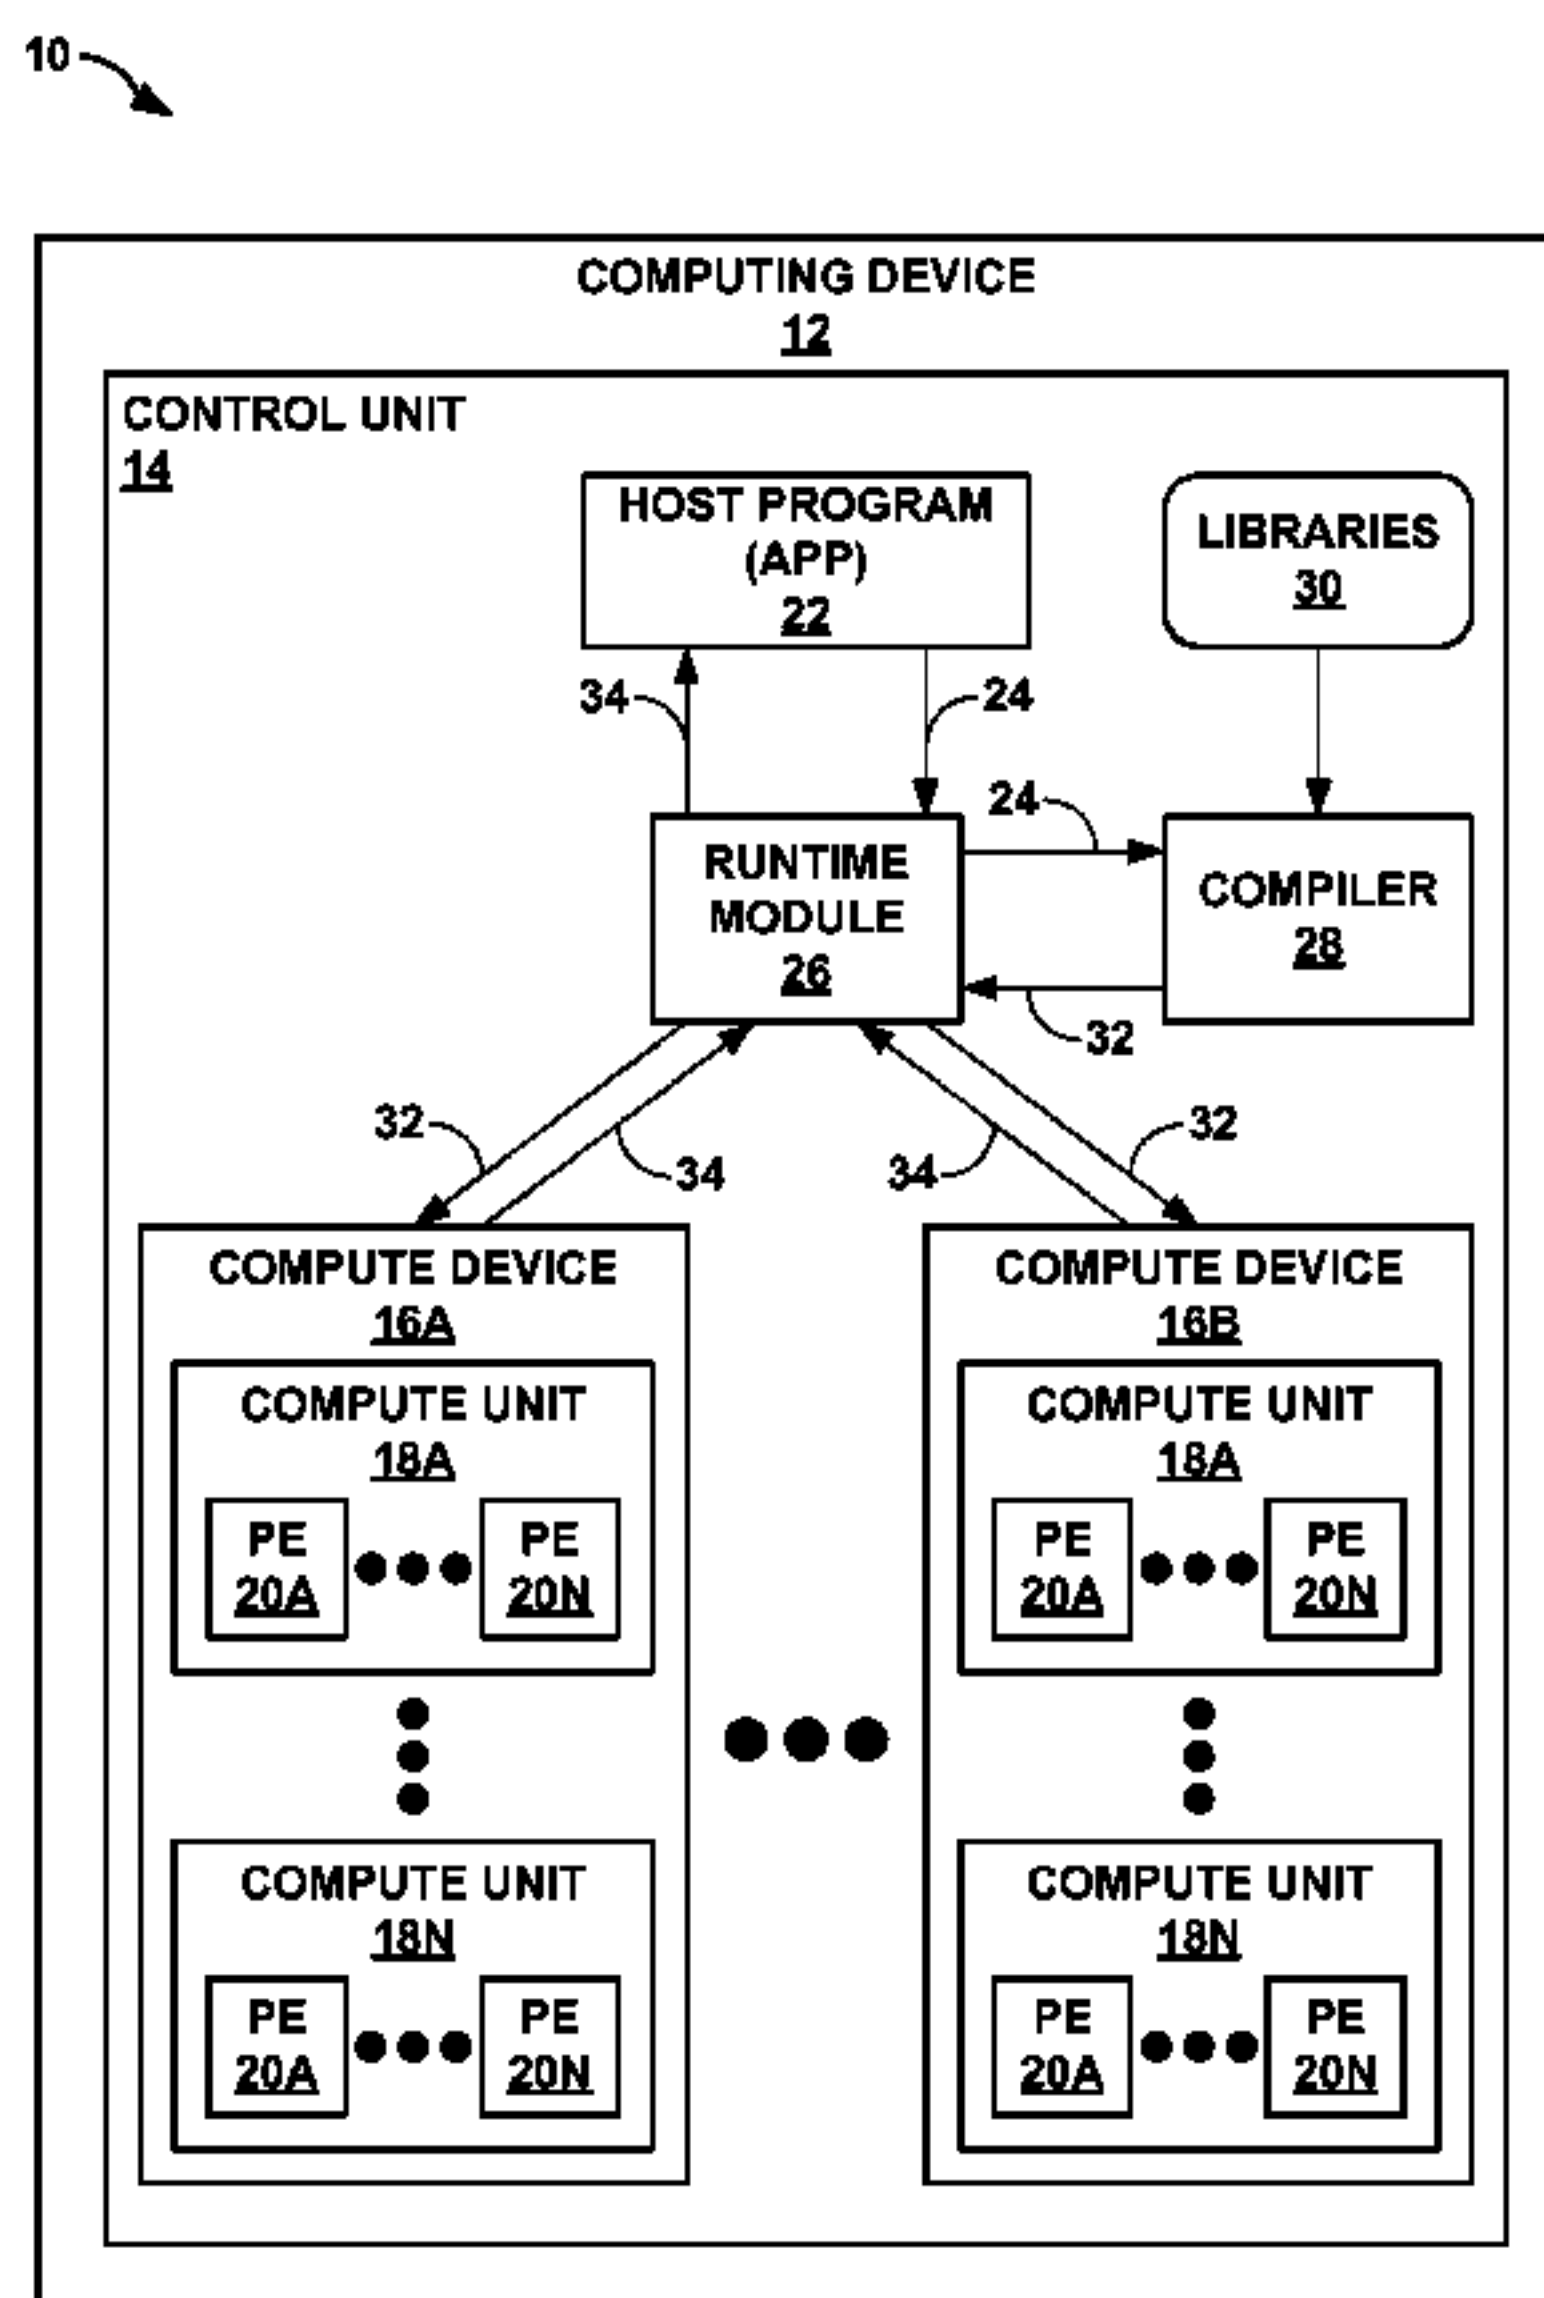 10
COMPUTING DEVICE
12
CONTROL UNIT
14
HOST PROGRAM
(APP)
22
LIBRARIES
30
34
24
24
RUNTIME
MODULE
26
COMPILER
28
32
32
34
34
32
COMPUTE DEVICE
16A
COMPUTE UNIT
18A
PE
20A
PE
20N
COMPUTE UNIT
18N
PE
20A
PE
20N
COMPUTE DEVICE
16B
COMPUTE UNIT
18A
PE
20A
PE
20N
COMPUTE UNIT
18N
PE
20A
PE
20N